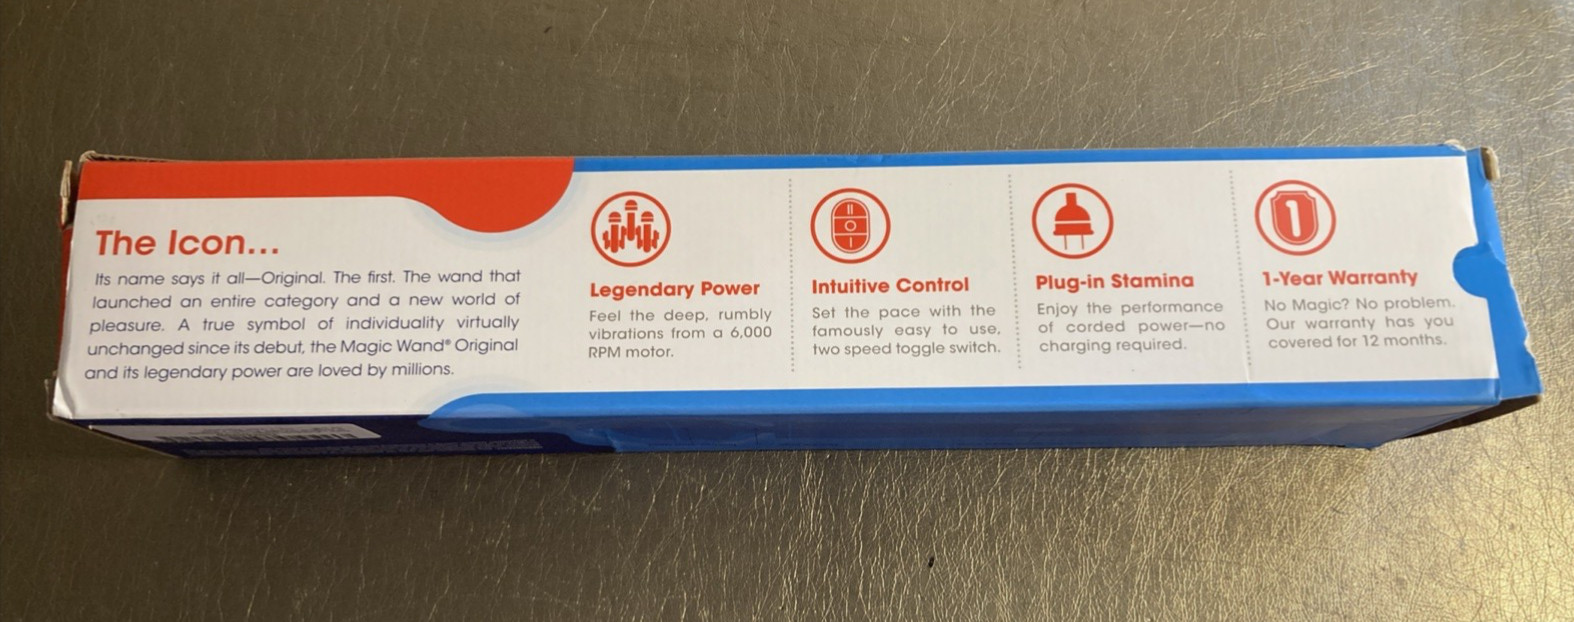 The Icon...
Its name says it all—Original. The first. The wand that
launched an entire category and a new world of
pleasure. A true symbol of individuality virtually
unchanged since its debut, the Magic Wand® Original
and its legendary power are loved by millions.
Legendary Power
Feel the deep, rumbly
vibrations from a 6,000
RPM motor.
Intuitive Control
Set the pace with the
famously easy to use,
two speed toggle switch.
Plug-in Stamina
Enjoy the performance
of corded power—no
charging required.
1
1-Year Warranty
No Magic? No problem.
Our warranty has you
covered for 12 months.